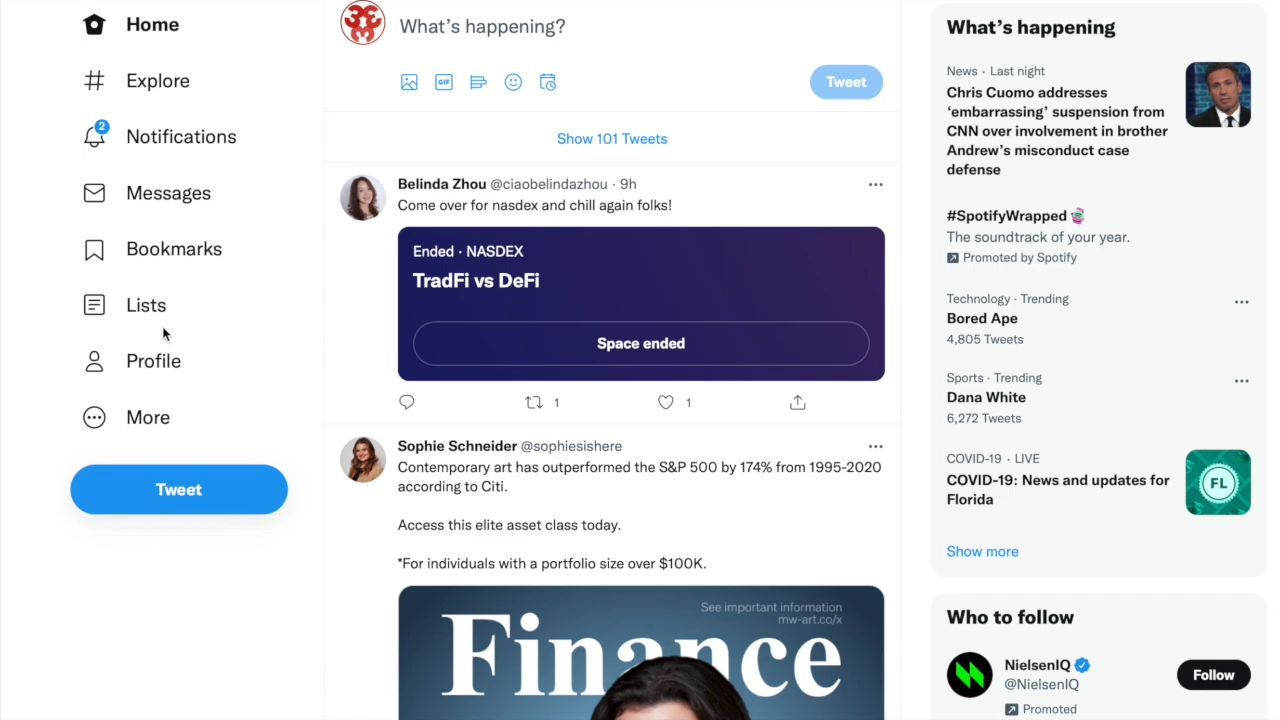 Home
Explore
2
Notifications
Messages
Bookmarks
Lists
Profile
More
Tweet
What's happening?
GIF
Tweet
Show 101 Tweets
Belinda Zhou @ciaobelindazhou · 9h
Come over for nasdex and chill again folks!
Ended · NASDEX
TradFi vs DeFi
Space ended
1
1
Sophie Schneider @sophiesishere
Contemporary art has outperformed the S&P 500 by 174% from 1995-2020
according to Citi.
Access this elite asset class today.
*For individuals with a portfolio size over $100K.
See important information
mw-art.co/x
Finance
What's happening
News · Last night
Chris Cuomo addresses
‘embarrassing’ suspension from
CNN over involvement in brother
Andrew's misconduct case
defense
#SpotifyWrapped
The soundtrack of your year.
Promoted by Spotify
Technology · Trending
Bored Ape
4,805 Tweets
Sports · Trending
Dana White
6,272 Tweets
COVID-19 · LIVE
COVID-19: News and updates for
Florida
FL
Show more
Who to follow
NielsenIQ
@NielsenIQ
Follow
Promoted